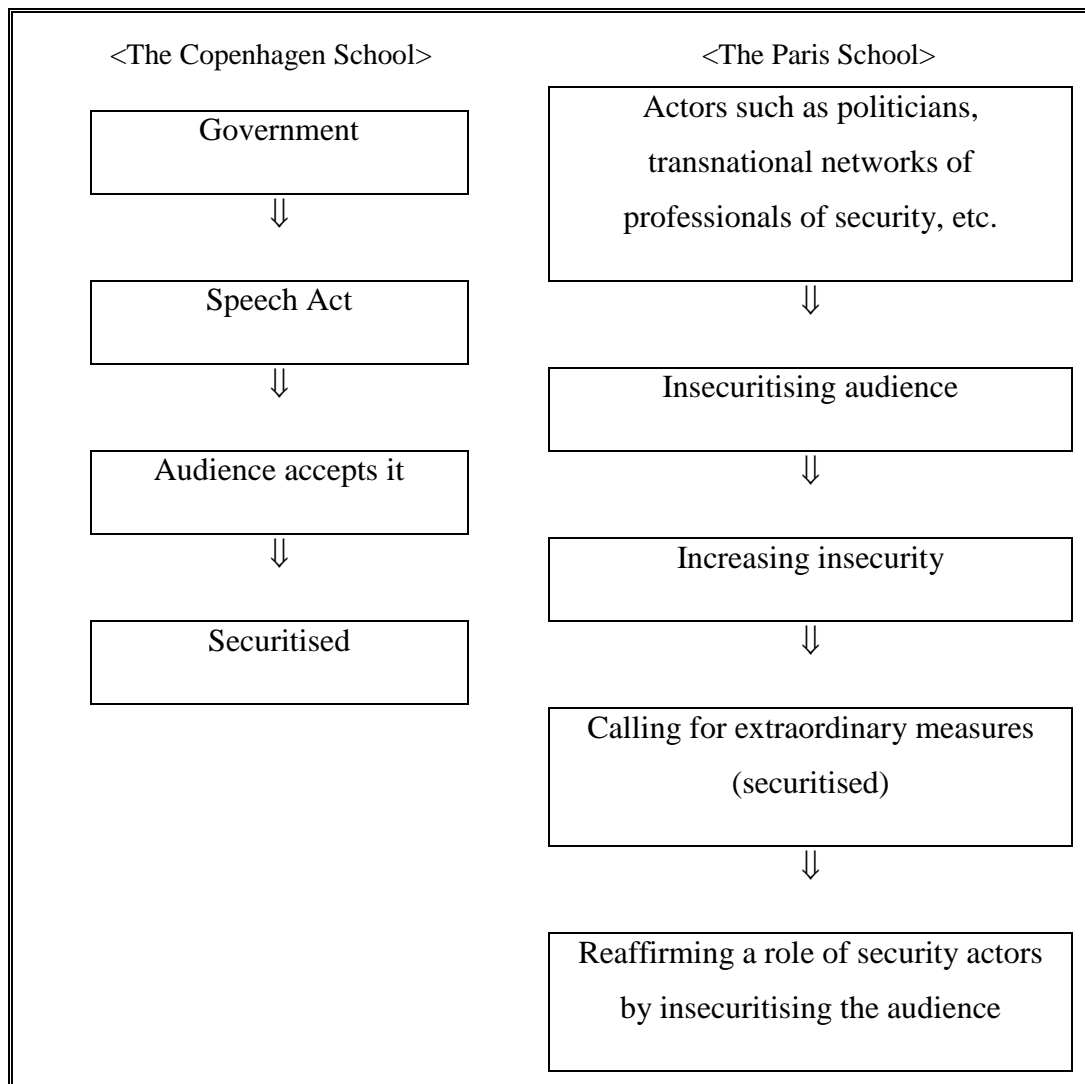 <The Copenhagen School>
Government
⇓
Speech Act
⇓
Audience accepts it
⇓
Securitised
<The Paris School>
Actors such as politicians,
transnational networks of
professionals of security, etc.
⇓
Insecuritising audience
⇓
Increasing insecurity
⇓
Calling for extraordinary measures
(securitised)
⇓
Reaffirming a role of security actors
by insecuritising the audience